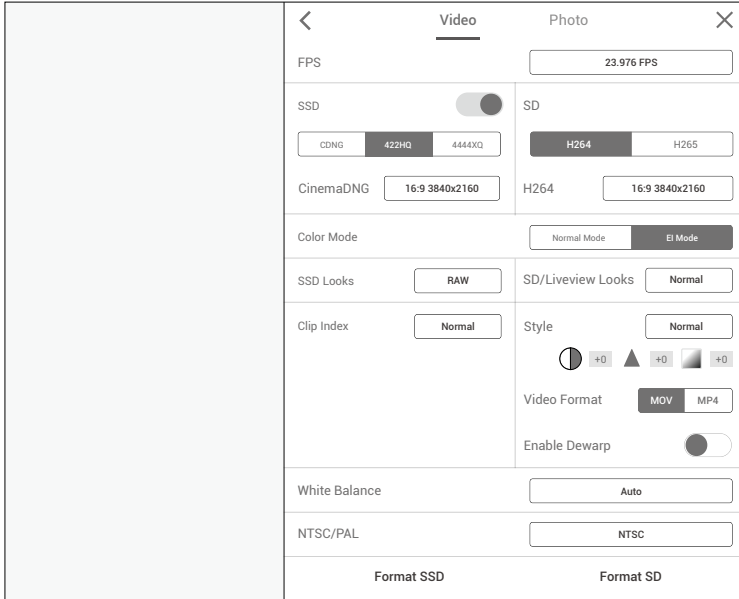 Video Photo
FPS 23.976 FPS
SSD SD
CDNG 422HQ 4444XQ H264 H265
CinemaDNG 16:9 3840x2160 H264 16:9 3840x2160
Color Mode Normal Mode EI Mode
SSD Looks RAW SD/Liveview Looks Normal
Clip Index Normal Style Normal
+0 +0 +0
Video Format MOV MP4
Enable Dewarp
White Balance Auto
NTSC/PAL NTSC
Format SSD Format SD